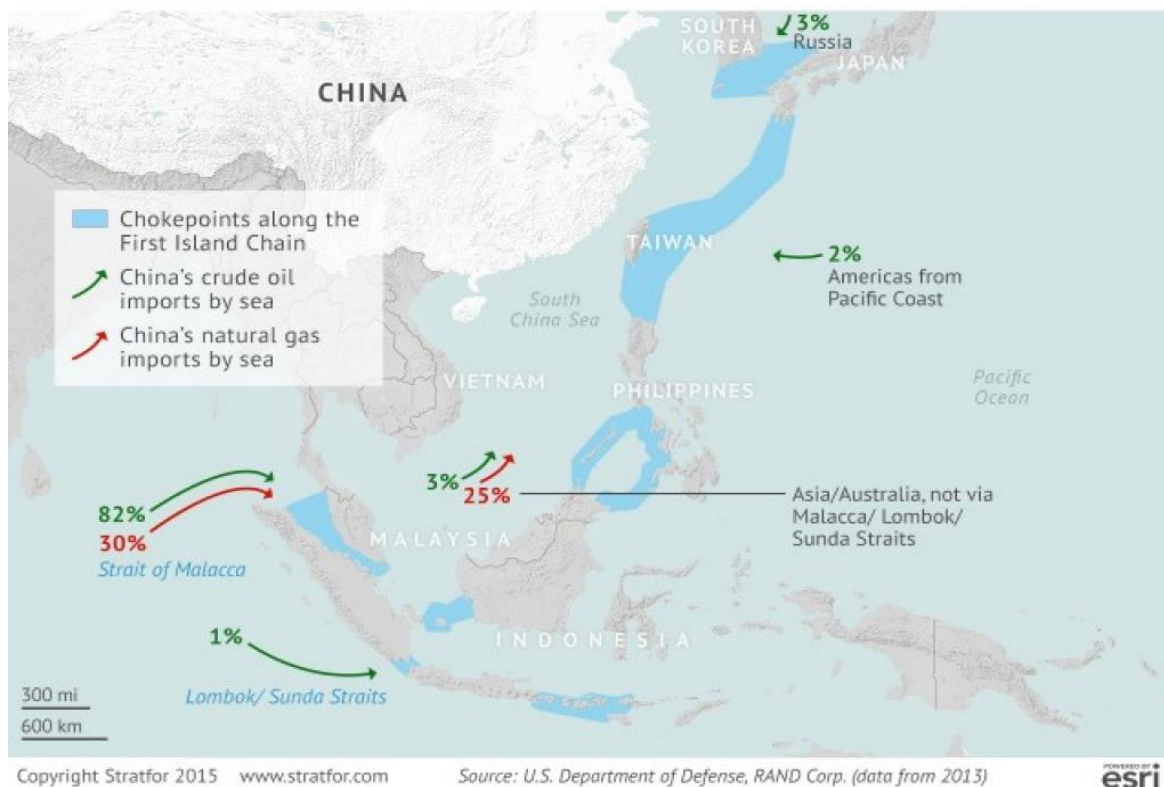 SOUTH
KOREA
3%
Russia
JAPAN
CHINA
Chokepoints along the
First Island Chain
China's crude oil
imports by sea
China's natural gas
imports by sea
TAIWAN
2%
Americas from
Pacific Coast
South
China Sea
VIETNAM
PHILIPPINES
Pacific
Ocean
3%
25%
Asia/Australia, not via
Malacca/ Lombok/
Sunda Straits
82%
30%
Strait of Malacca
MALAYSIA
1%
INDONESIA
Lombok/ Sunda Straits
300 mi
600 km
Copyright Stratfor 2015 www.stratfor.com Source: U.S. Department of Defense, RAND Corp. (data from 2013)
POWERED BY
esri